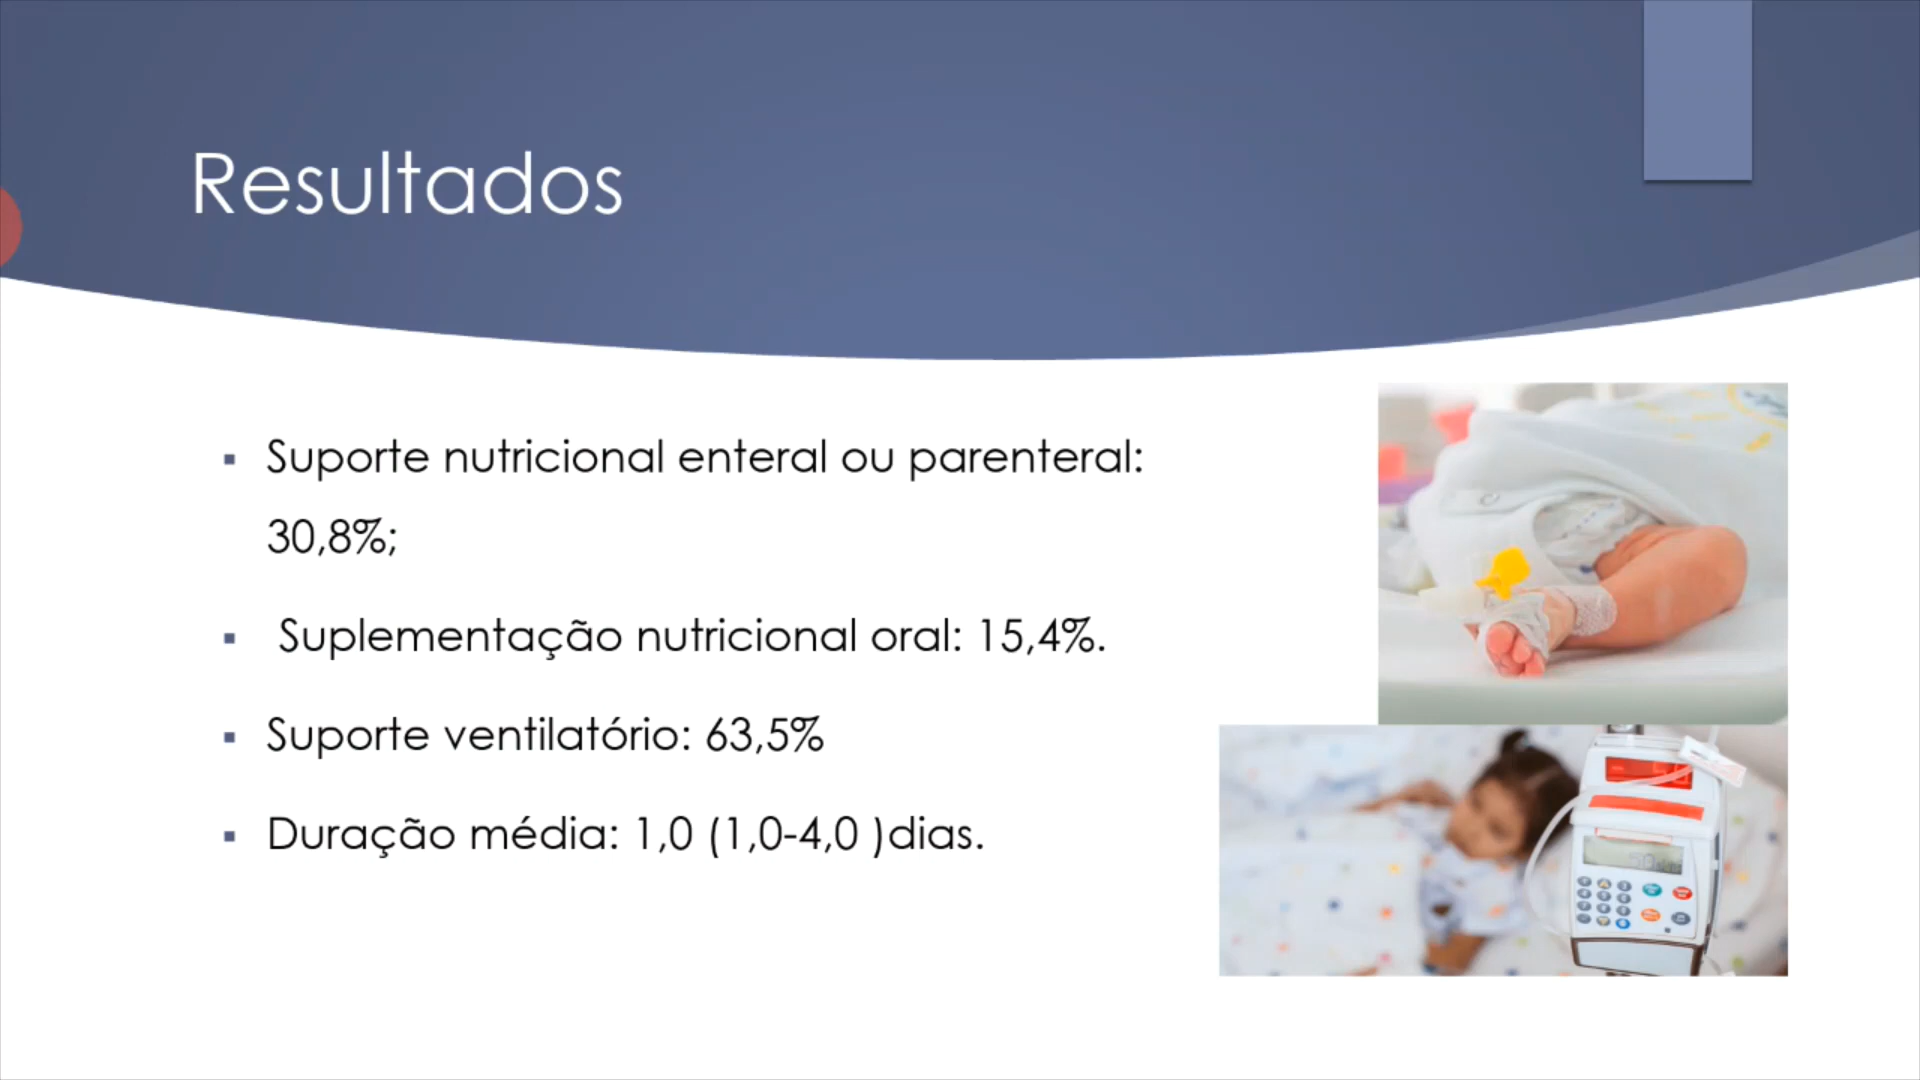 Resultados
▪ Suporte nutricional enteral ou parenteral:
30,8%;
▪ Suplementação nutricional oral: 15,4%.
▪ Suporte ventilatório: 63,5%
▪ Duração média: 1,0 (1,0-4,0 )dias.